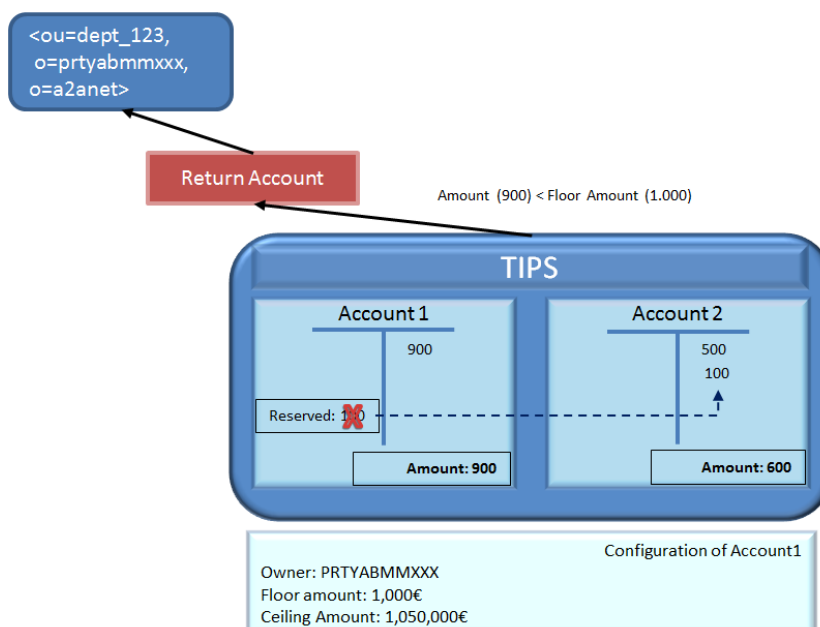 <ou=dept_123,
o=prtyabmmxxx,
o=a2anet>
Return Account
Amount (900) < Floor Amount (1.000)
TIPS
Account 1
900
Reserved:
Amount: 900
Account 2
500
100
Amount: 600
Configuration of Account1
Owner: PRTYABMMXXX
Floor amount: 1,000€
Ceiling Amount: 1,050,000€